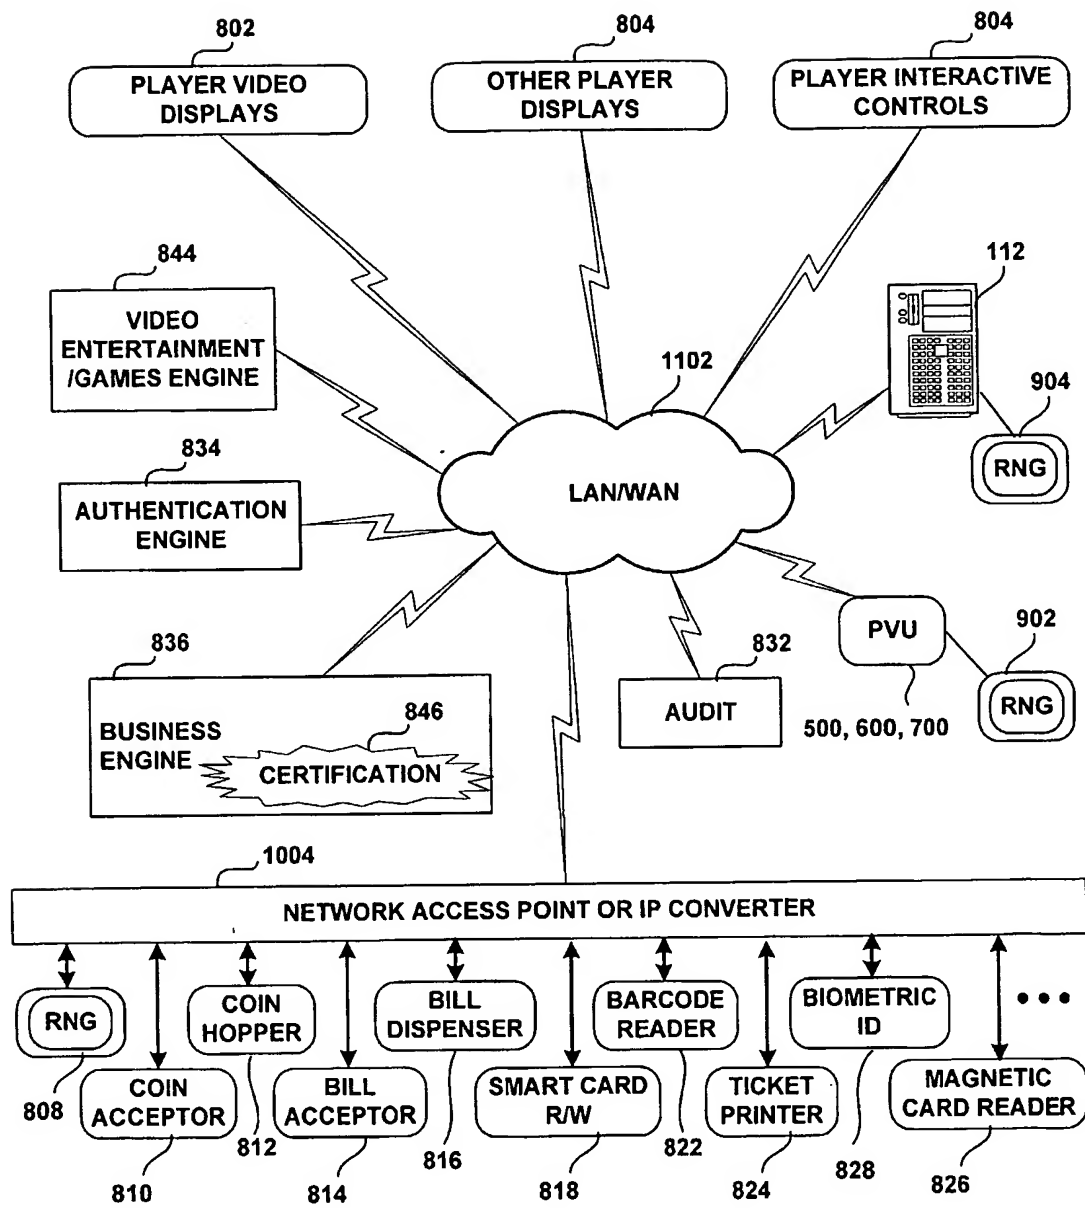 802
804
804
PLAYER VIDEO
DISPLAYS
OTHER PLAYER
DISPLAYS
PLAYER INTERACTIVE
CONTROLS
844
VIDEO
ENTERTAINMENT
/GAMES ENGINE
112
1102
904
RNG
LAN/WAN
834
AUTHENTICATION
ENGINE
836
BUSINESS
ENGINE
846
CERTIFICATION
832
AUDIT
PVU
500, 600, 700
902
RNG
1004
NETWORK ACCESS POINT OR IP CONVERTER
RNG
808
COIN
ACCEPTOR
810
COIN
HOPPER
812
BILL
ACCEPTOR
814
BILL
DISPENSER
816
SMART CARD
R/W
818
BARCODE
READER
822
TICKET
PRINTER
824
BIOMETRIC
ID
828
MAGNETIC
CARD READER
826